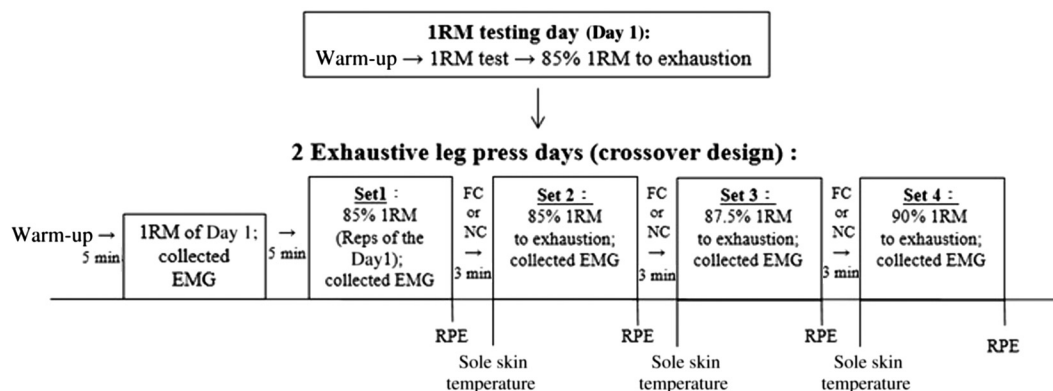 1RM testing day (Day 1):
Warm-up → 1RM test → 85% 1RM to exhaustion
2 Exhaustive leg press days (crossover design) :
Warm-up →
5 min
1RM of Day 1;
collected
EMG
→
5 min
Set1 :
85% 1RM
(Reps of the
Day1);
collected EMG
FC
or
NC
→
3 min
Set 2 :
85% 1RM
to exhaustion;
collected EMG
FC
or
NC
→
3 min
Set 3 :
87.5% 1RM
to exhaustion;
collected EMG
FC
or
NC
→
3 min
Set 4 :
90% 1RM
to exhaustion;
collected EMG
RPE
Sole skin
temperature
RPE
Sole skin
temperature
RPE
Sole skin
temperature
RPE